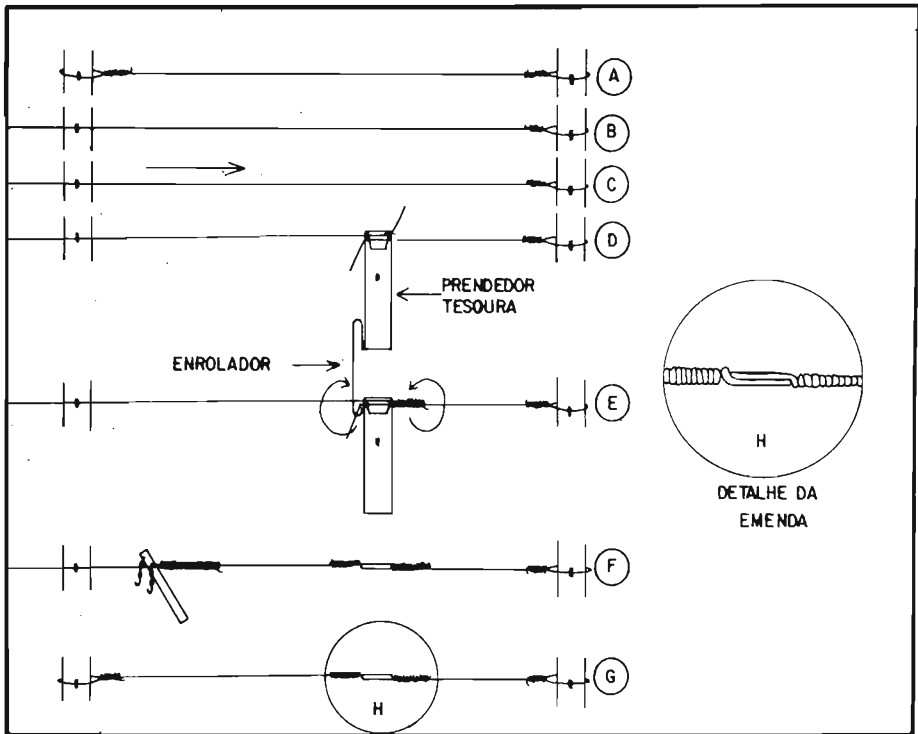 A
B
C
D
PRENDEDOR
TESOURA
ENROLADOR
E
H
DETALHE DA
EMENDA
F
G
H